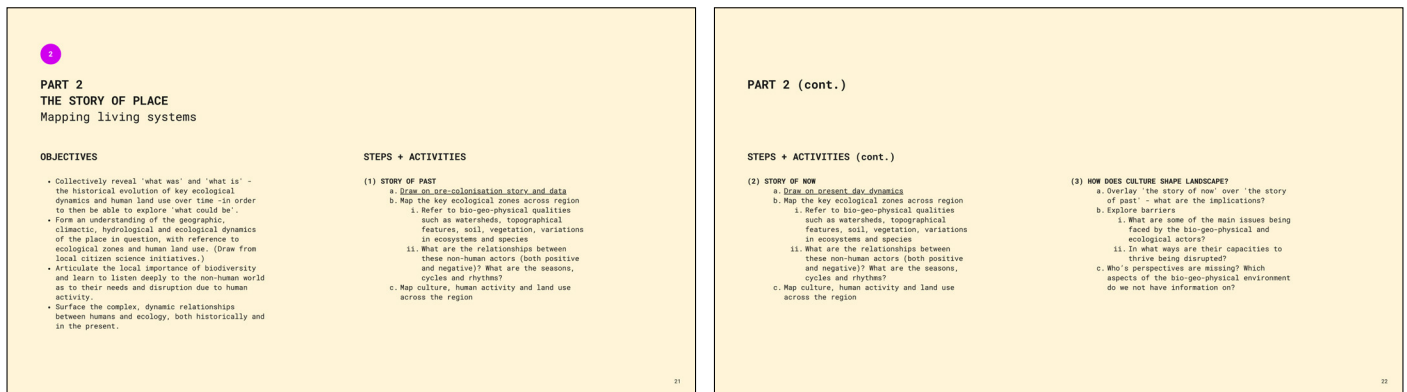 2
PART 2
THE STORY OF PLACE
Mapping living systems
OBJECTIVES
• Collectively reveal 'what was' and 'what is' -
the historical evolution of key ecological
dynamics and human land use over time -in order
to then be able to explore 'what could be'.
• Form an understanding of the geographic,
climactic, hydrological and ecological dynamics
of the place in question, with reference to
ecological zones and human land use. (Draw from
local citizen science initiatives.)
• Articulate the local importance of biodiversity
and learn to listen deeply to the non-human world
as to their needs and disruption due to human
activity.
• Surface the complex, dynamic relationships
between humans and ecology, both historically and
in the present.
STEPS + ACTIVITIES
(1) STORY OF PAST
a. Draw on pre-colonisation story and data
b. Map the key ecological zones across region
i. Refer to bio-geo-physical qualities
such as watersheds, topographical
features, soil, vegetation, variations
in ecosystems and species
ii. What are the relationships between
these non-human actors (both positive
and negative)? What are the seasons,
cycles and rhythms?
c. Map culture, human activity and land use
across the region
21
PART 2 (cont.)
STEPS + ACTIVITIES (cont.)
(2) STORY OF NOW
a. Draw on present day dynamics
b. Map the key ecological zones across region
i. Refer to bio-geo-physical qualities
such as watersheds, topographical
features, soil, vegetation, variations
in ecosystems and species
ii. What are the relationships between
these non-human actors (both positive
and negative)? What are the seasons,
cycles and rhythms?
c. Map culture, human activity and land use
across the region
(3) HOW DOES CULTURE SHAPE LANDSCAPE?
a. Overlay 'the story of now' over 'the story
of past' - what are the implications?
b. Explore barriers
i. What are some of the main issues being
faced by the bio-geo-physical and
ecological actors?
ii. In what ways are their capacities to
thrive being disrupted?
c. Who's perspectives are missing? Which
aspects of the bio-geo-physical environment
do we not have information on?
22